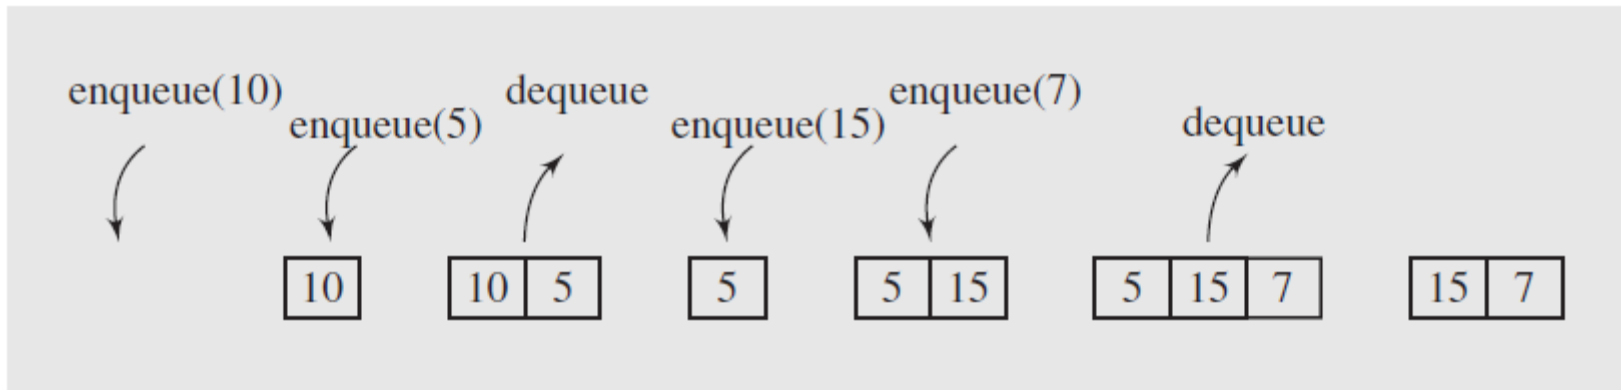 enqueue(10) dequeue enqueue(7)
enqueue(5) enqueue(15) dequeue
10 10 5 5 5 15 5 15 7 15 7